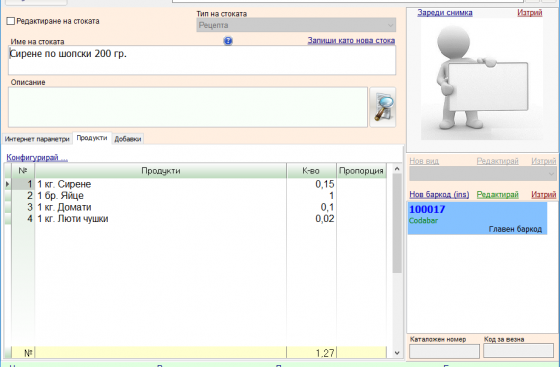 Редактиране на стоката
Тип на стоката
Рецепта
Име на стоката
Запиши като нова стока
Сирене по шопски 200 гр.
Описание
Зареди снимка Изтрий
Интернет параметри Продукти Добавки
Конфигурирай ...
№ Продукти К-во Пропорция
1 1 кг. Сирене 0,15
2 1 бр. Яйце 1
3 1 кг. Домати 0,1
4 1 кг. Люти чушки 0,02
№ 1.27
Нов вид Редактирай Изтрий
Нов баркод (ins) Редактирай Изтрий
100017
Codabar
Главен баркод
Каталожен номер Код за везна